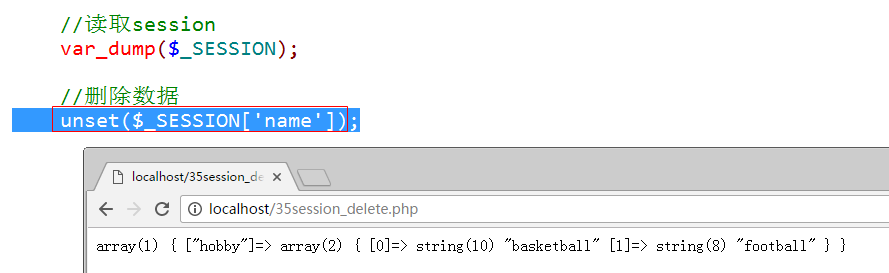 //读取session
var_dump($_SESSION);
//删除数据
unset($_SESSION['name']);
localhost/35session_de
localhost/35session_delete.php
array(1) { ["hobby"]=> array(2) { [0]=> string(10) "basketball" [1]=> string(8) "football" } }